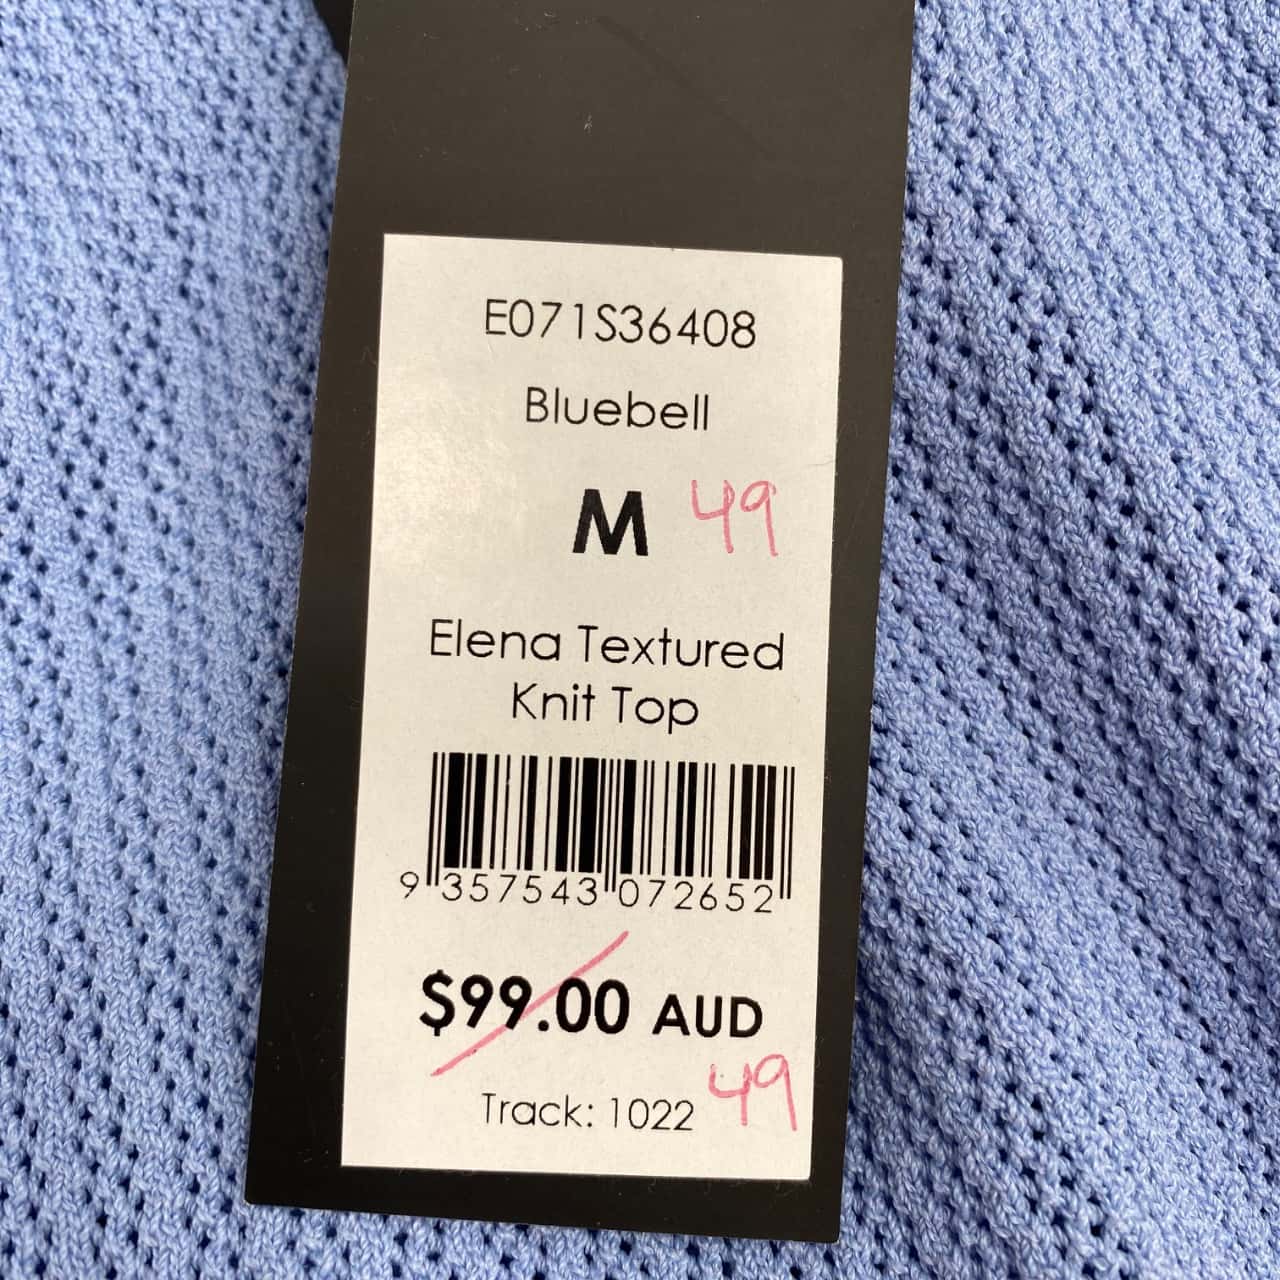 E071S36408
Bluebell
M 49
Elena Textured
Knit Top
9 357543 072652
$99.00 AUD
Track: 1022 49